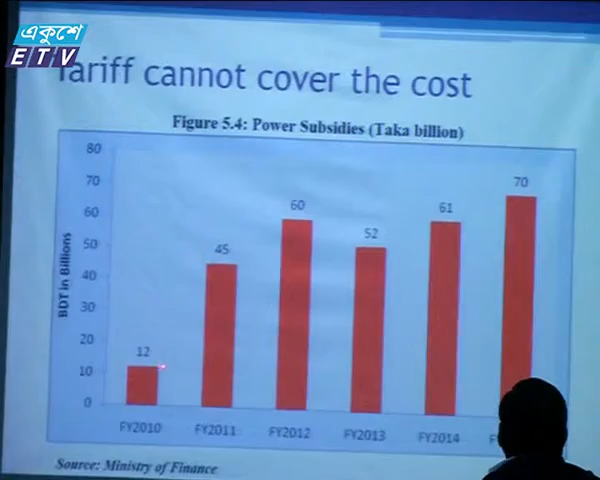 একুশে
ETV
Tariff cannot cover the cost
Figure 5.4: Power Subsidies (Taka billion)
80
70
60
50
40
30
20
10
0
BDT in Billions
12
45
60
52
61
70
FY2010
FY2011
FY2012
FY2013
FY2014
Source: Ministry of Finance